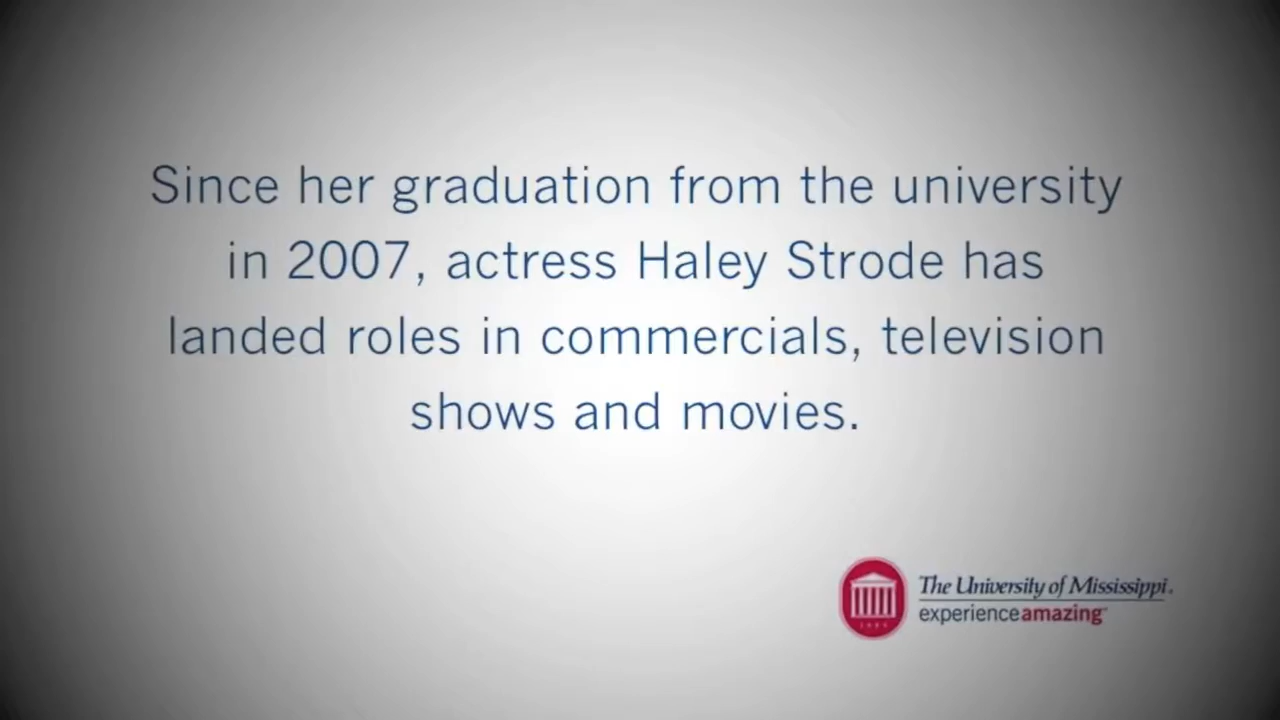 Since her graduation from the university
in 2007, actress Haley Strode has
landed roles in commercials, television
shows and movies.
The University of Mississippi.
experienceamazing